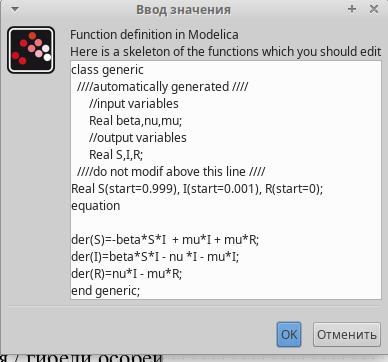 Ввод значения
Function definition in Modelica
Here is a skeleton of the functions which you should edit
class generic
////automatically generated ////
//input variables
Real beta,nu,mu;
//output variables
Real S,I,R;
////do not modif above this line ////
Real S(start=0.999), I(start=0.001), R(start=0);
equation
der(S)=-beta*S*I + mu*I + mu*R;
der(I)=beta*S*I - nu *I - mu*I;
der(R)=nu*I - mu*R;
end generic;
OK
Отменить